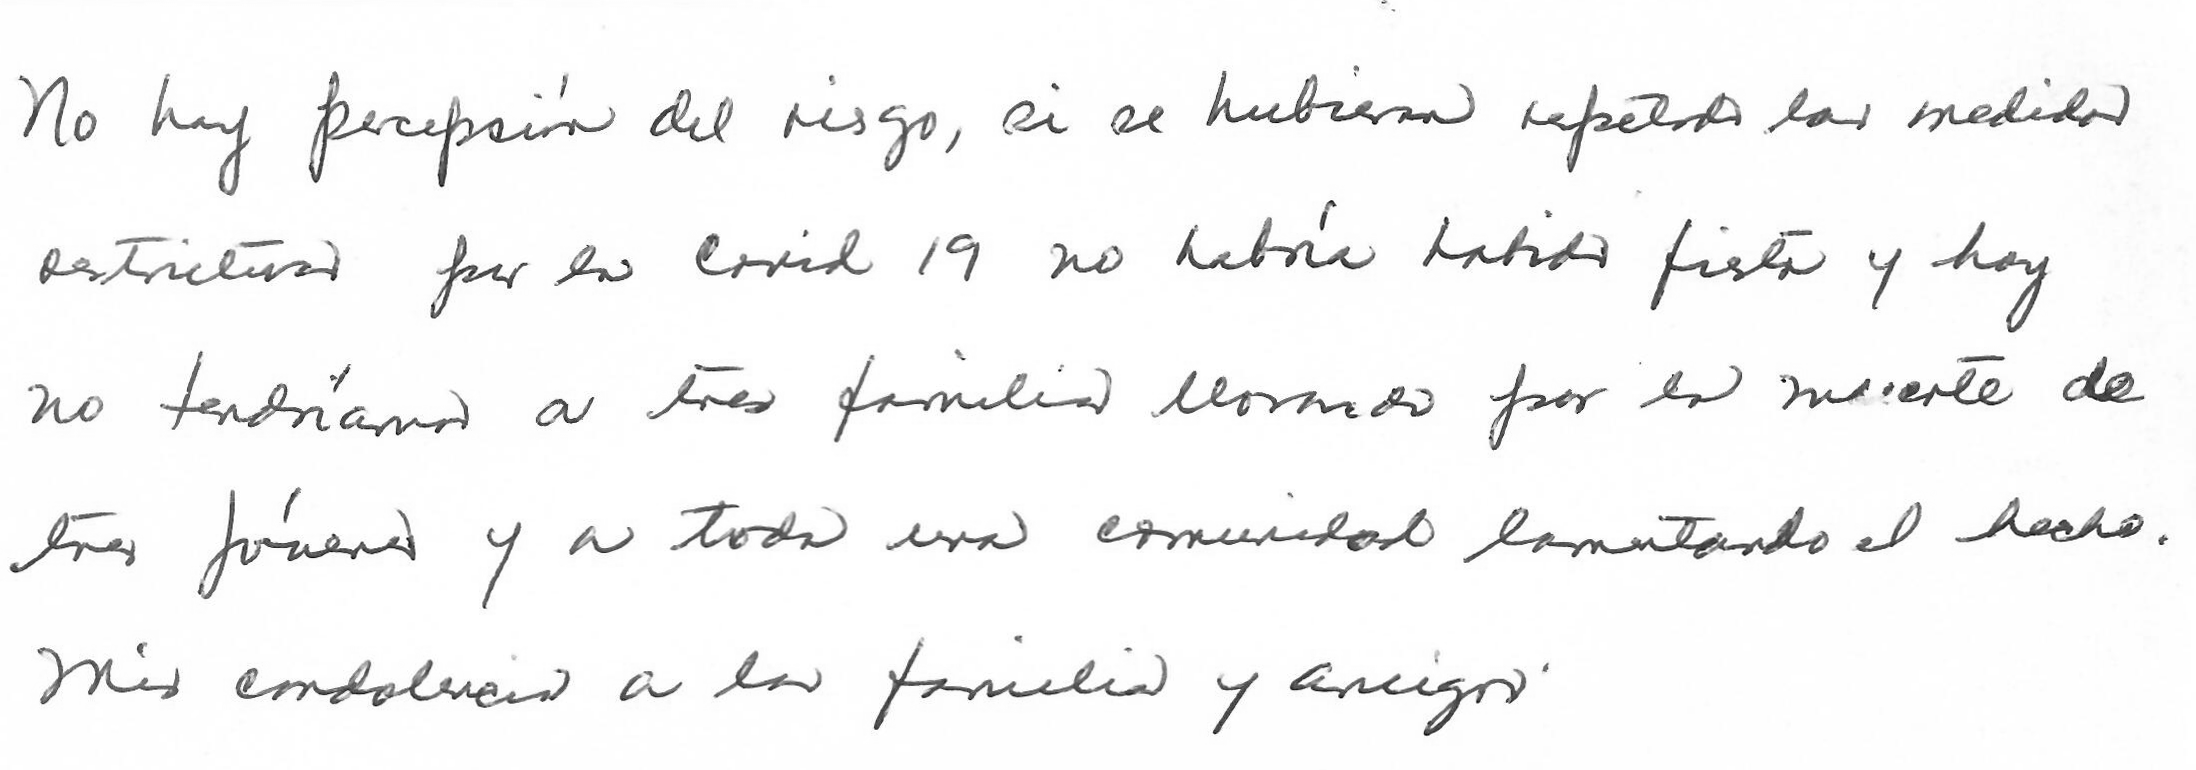 No hay percepsión del risgo, si se hubieran respetado las medidas
estrictas por la Covid 19 no habría habido fiesta y hoy
no tendríamos a tres familias llorando por la muerte de
tres jóvenes y a toda una comunidad lamentando el hecho.
Mis condolencias a las familias y amigos